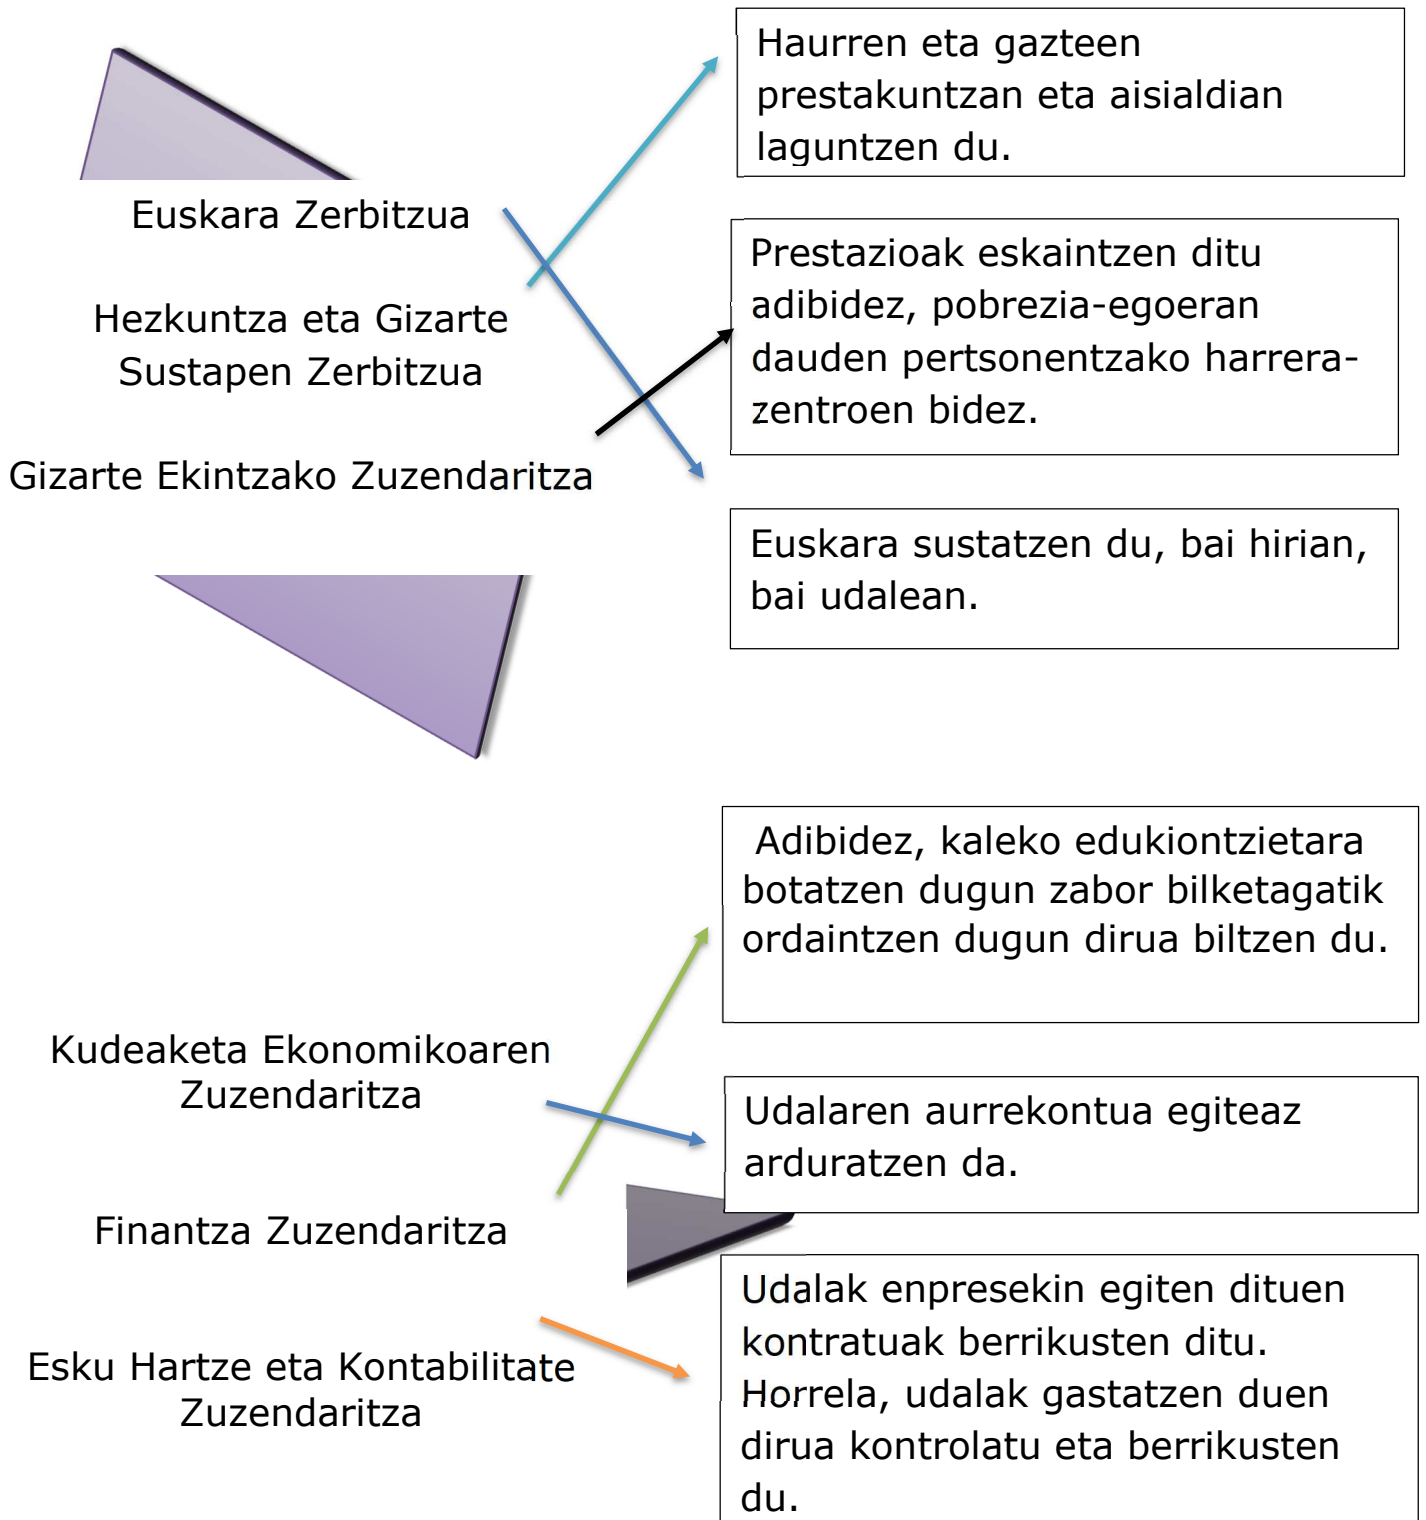 Haurren eta gazteen
prestakuntzan eta aisialdian
laguntzen du.
Euskara Zerbitzua
Hezkuntza eta Gizarte
Sustapen Zerbitzua
Gizarte Ekintzako Zuzendaritza
Prestazioak eskaintzen ditu
adibidez, pobrezia-egoeran
dauden pertsonentzako harrera-
zentroen bidez.
Euskara sustatzen du, bai hirian,
bai udalean.
Adibidez, kaleko edukiontzietara
botatzen dugun zabor bilketagatik
ordaintzen dugun dirua biltzen du.
Kudeaketa Ekonomikoaren
Zuzendaritza
Finantza Zuzendaritza
Esku Hartze eta Kontabilitate
Zuzendaritza
Udalaren aurrekontua egiteaz
arduratzen da.
Udalak enpresekin egiten dituen
kontratuak berrikusten ditu.
Horrela, udalak gastatzen duen
dirua kontrolatu eta berrikusten
du.